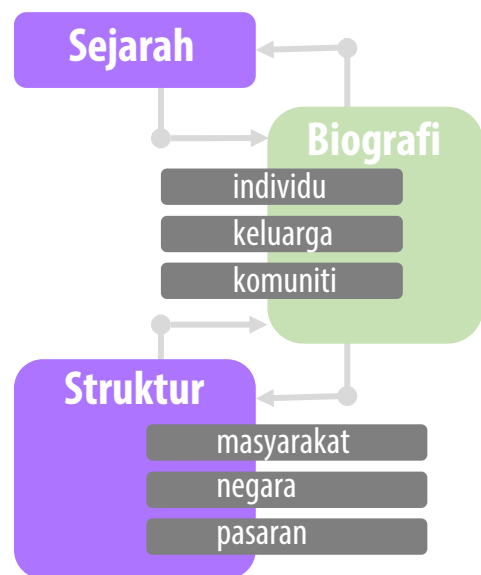 Sejarah
Biografi
individu
keluarga
komuniti
Struktur
masyarakat
negara
pasaran